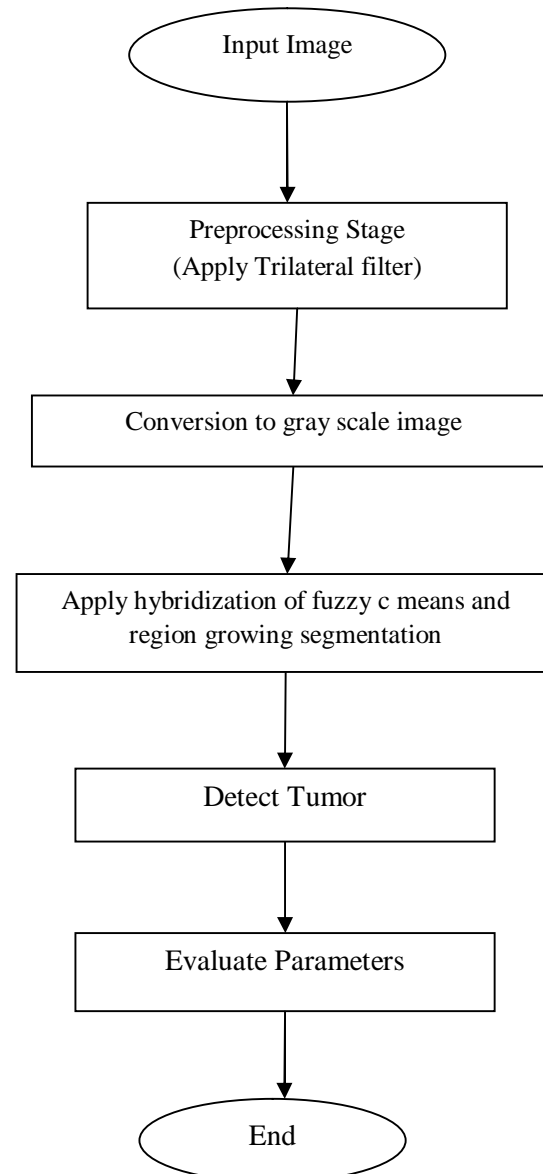 Input Image
Preprocessing Stage
(Apply Trilateral filter)
Conversion to gray scale image
Apply hybridization of fuzzy c means and
region growing segmentation
Detect Tumor
Evaluate Parameters
End